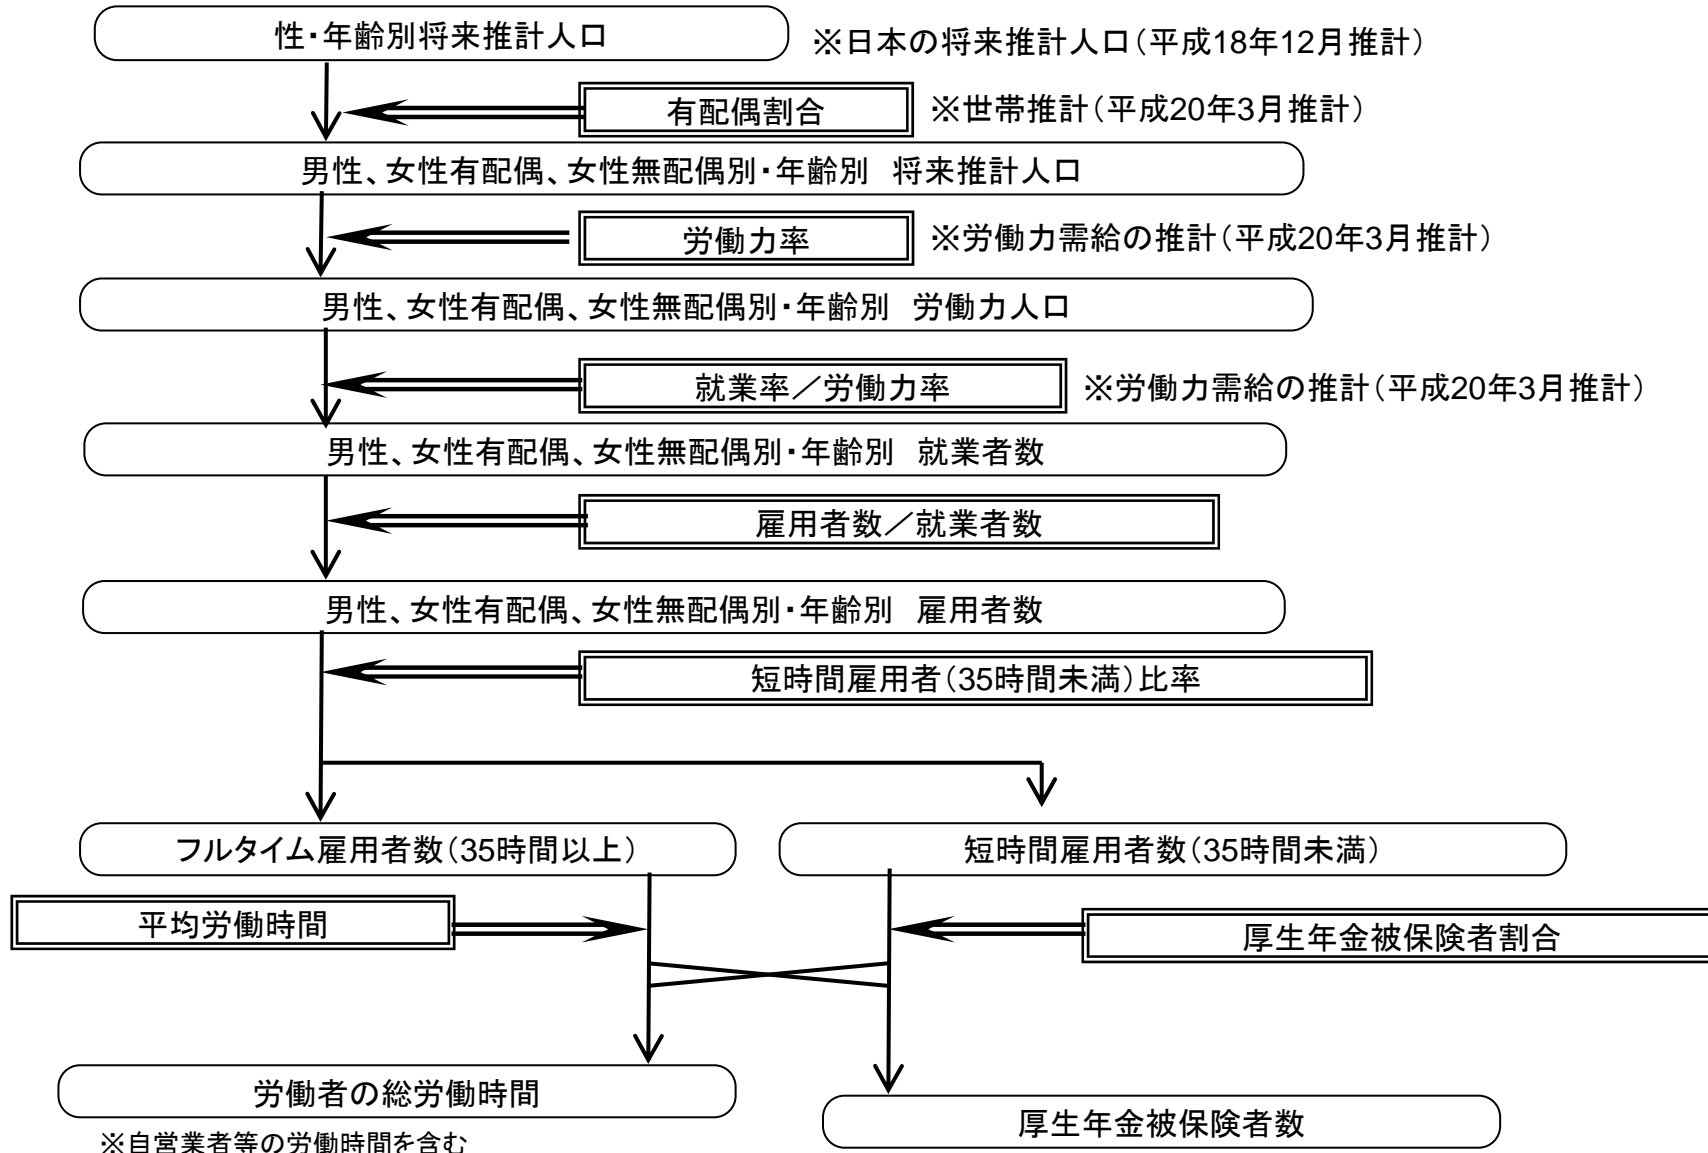 性・年齢別将来推計人口
※日本の将来推計人口（平成18年12月推計）
有配偶割合
※世帯推計（平成20年3月推計）
男性、女性有配偶、女性無配偶別・年齢別　将来推計人口
労働力率
※労働力需給の推計（平成20年3月推計）
男性、女性有配偶、女性無配偶別・年齢別　労働力人口
就業率／労働力率
※労働力需給の推計（平成20年3月推計）
男性、女性有配偶、女性無配偶別・年齢別　就業者数
雇用者数／就業者数
男性、女性有配偶、女性無配偶別・年齢別　雇用者数
短時間雇用者（35時間未満）比率
フルタイム雇用者数（35時間以上）
短時間雇用者数（35時間未満）
平均労働時間
厚生年金被保険者割合
労働者の総労働時間
厚生年金被保険者数
※自営業者等の労働時間を含む